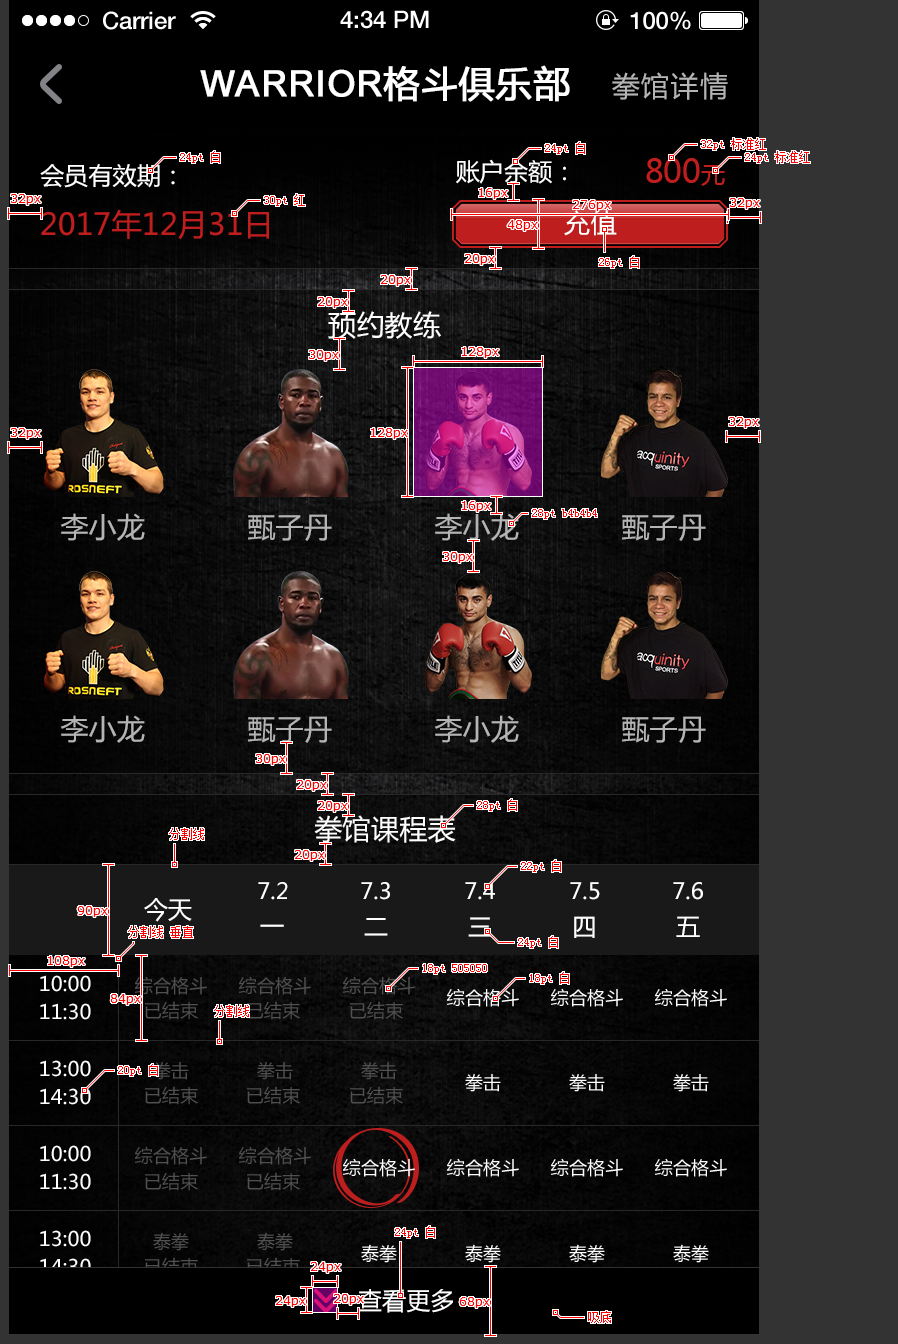 Carrier 4:34 PM 100%
WARRIOR格斗俱乐部 拳馆详情
24pt 白
24pt 白
32pt 标准红
24pt 标准红
会员有效期：
账户余额：
800元
32px
30pt 红
16px
276px
32px
2017年12月31日
48px
充值
20px
26pt 白
20px
20px
预约教练
30px
128px
32px
128px
32px
ROSNEFT
acquinity
SPORTS
16px
28pt b4b4b4
李小龙 甄子丹 李小龙 甄子丹
30px
ROSNEFT
acquinity
SPORTS
李小龙 甄子丹 李小龙 甄子丹
30px
20px
20px
28pt 白
拳馆课程表
分割线
20px
22pt 白
90px
今天 7.2 7.3 7.4 7.5 7.6
一 二 三 四 五
分割线 垂直
24pt 白
108px
18pt 505050
18pt 白
84px
10:00 综合格斗 综合格斗 综合格斗 综合格斗 综合格斗 综合格斗
11:30 已结束 已结束 已结束
分割线
20pt 白
13:00 拳击 拳击 拳击 拳击 拳击 拳击
14:30 已结束 已结束 已结束
10:00 综合格斗 综合格斗 综合格斗 综合格斗 综合格斗 综合格斗
11:30 已结束 已结束
13:00 泰拳 泰拳 泰拳 泰拳 泰拳 泰拳
14:30 已结束 已结束
24pt 白
24px
24px
20px
查看更多
68px
吸底